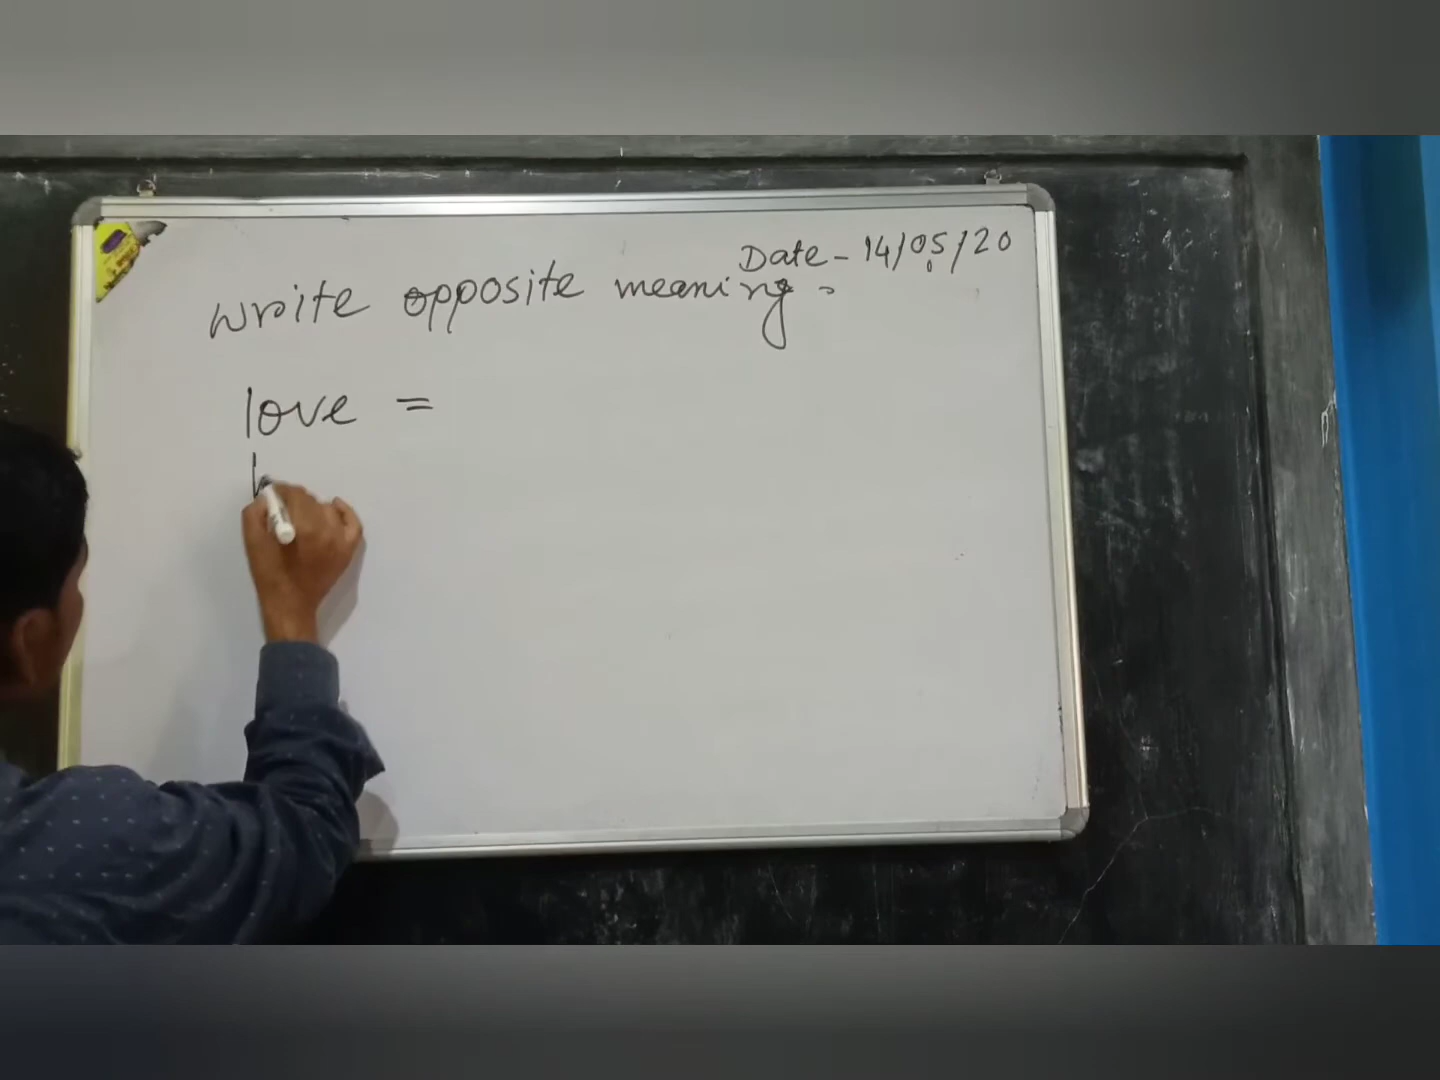 Date - 14/05/20
write opposite meaning -
love =